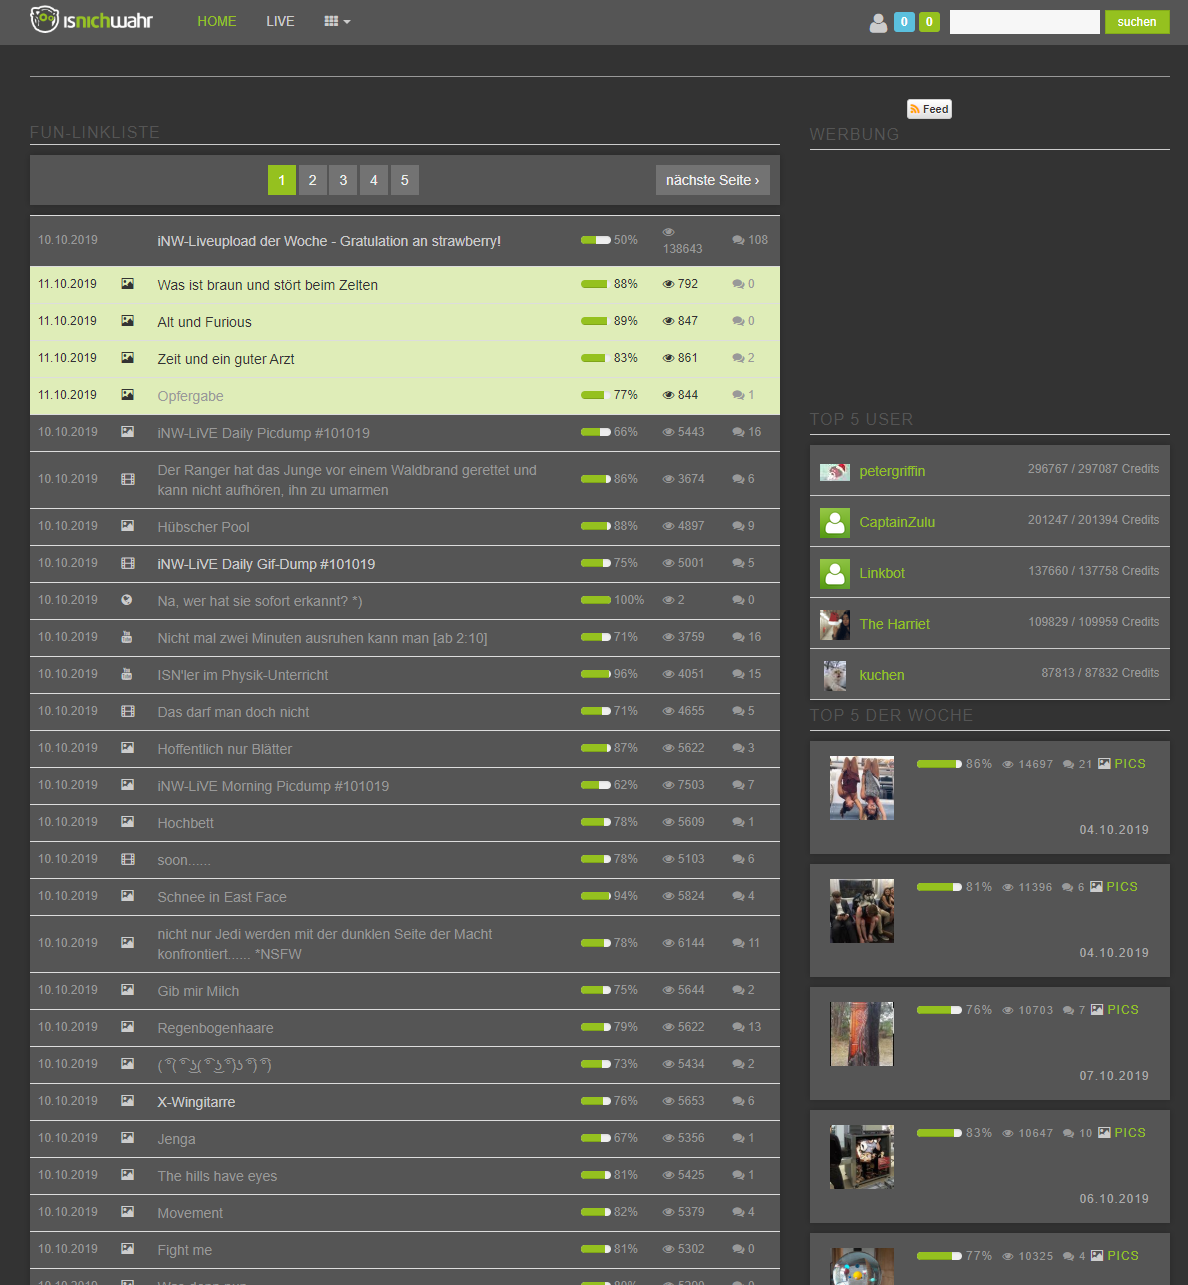 isnichwahr HOME LIVE 0 0 suchen
Feed
FUN-LINKLISTE
WERBUNG
1 2 3 4 5 nächste Seite ›
10.10.2019 iNW-Liveupload der Woche - Gratulation an strawberry! 50% 138643 108
11.10.2019 Was ist braun und stört beim Zelten 88% 792 0
11.10.2019 Alt und Furious 89% 847 0
11.10.2019 Zeit und ein guter Arzt 83% 861 2
11.10.2019 Opfergabe 77% 844 1
10.10.2019 iNW-LiVE Daily Picdump #101019 66% 5443 16
10.10.2019 Der Ranger hat das Junge vor einem Waldbrand gerettet und
kann nicht aufhören, ihn zu umarmen 86% 3674 6
10.10.2019 Hübscher Pool 88% 4897 9
10.10.2019 iNW-LiVE Daily Gif-Dump #101019 75% 5001 5
10.10.2019 Na, wer hat sie sofort erkannt? *) 100% 2 0
10.10.2019 Nicht mal zwei Minuten ausruhen kann man [ab 2:10] 71% 3759 16
10.10.2019 ISN'ler im Physik-Unterricht 96% 4051 15
10.10.2019 Das darf man doch nicht 71% 4655 5
10.10.2019 Hoffentlich nur Blätter 87% 5622 3
10.10.2019 iNW-LiVE Morning Picdump #101019 62% 7503 7
10.10.2019 Hochbett 78% 5609 1
10.10.2019 soon...... 78% 5103 6
10.10.2019 Schnee in East Face 94% 5824 4
10.10.2019 nicht nur Jedi werden mit der dunklen Seite der Macht
konfrontiert...... *NSFW 78% 6144 11
10.10.2019 Gib mir Milch 75% 5644 2
10.10.2019 Regenbogenhaare 79% 5622 13
10.10.2019 73% 5434 2
10.10.2019 X-Wingitarre 76% 5653 6
10.10.2019 Jenga 67% 5356 1
10.10.2019 The hills have eyes 81% 5425 1
10.10.2019 Movement 82% 5379 4
10.10.2019 Fight me 81% 5302 0
TOP 5 USER
petergriffin 296767 / 297087 Credits
CaptainZulu 201247 / 201394 Credits
Linkbot 137660 / 137758 Credits
The Harriet 109829 / 109959 Credits
kuchen 87813 / 87832 Credits
TOP 5 DER WOCHE
86% 14697 21 PICS
04.10.2019
81% 11396 6 PICS
04.10.2019
76% 10703 7 PICS
07.10.2019
83% 10647 10 PICS
06.10.2019
77% 10325 4 PICS